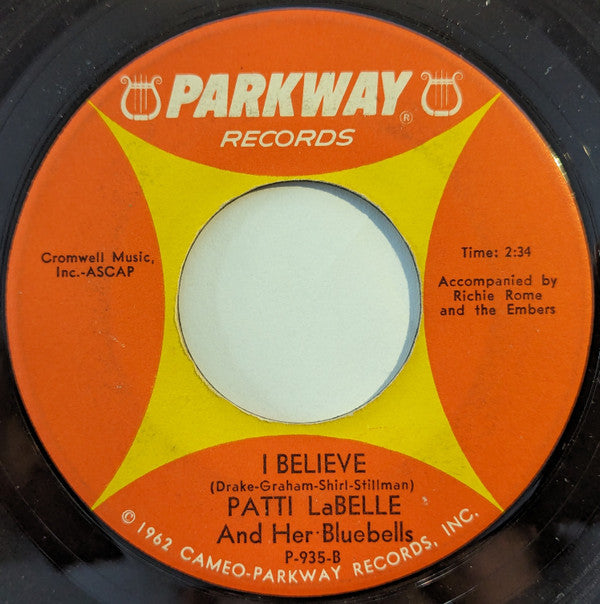 PARKWAY®
RECORDS
Cromwell Music,
Inc.-ASCAP
Time: 2:34
Accompanied by
Richie Rome
and the Embers
I BELIEVE
(Drake-Graham-Shirl-Stillman)
PATTI LaBELLE
And Her Bluebells
P-935-B
© 1962 CAMEO-PARKWAY RECORDS, INC.